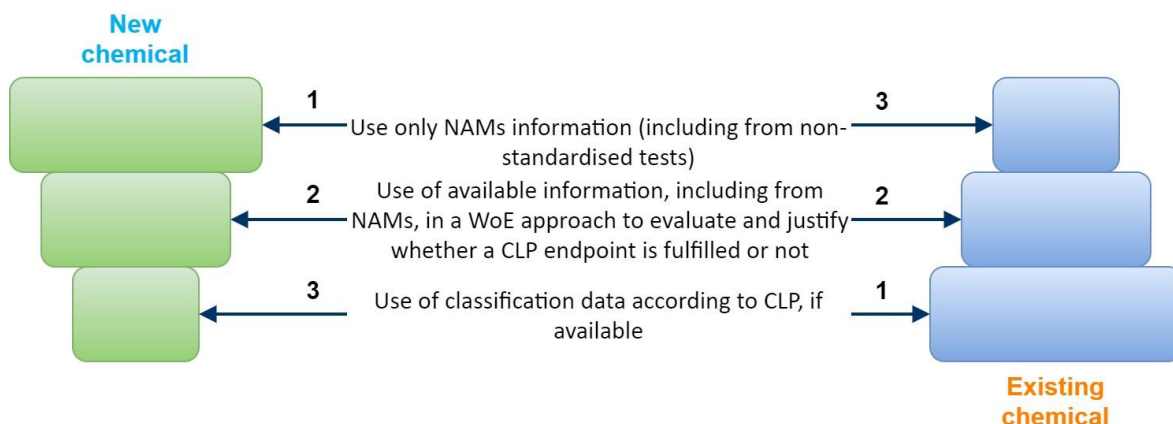 New
chemical
1
3
Use only NAMs information (including from non-
standardised tests)
2
2
Use of available information, including from
NAMs, in a WoE approach to evaluate and justify
whether a CLP endpoint is fulfilled or not
3
1
Use of classification data according to CLP, if
available
Existing
chemical